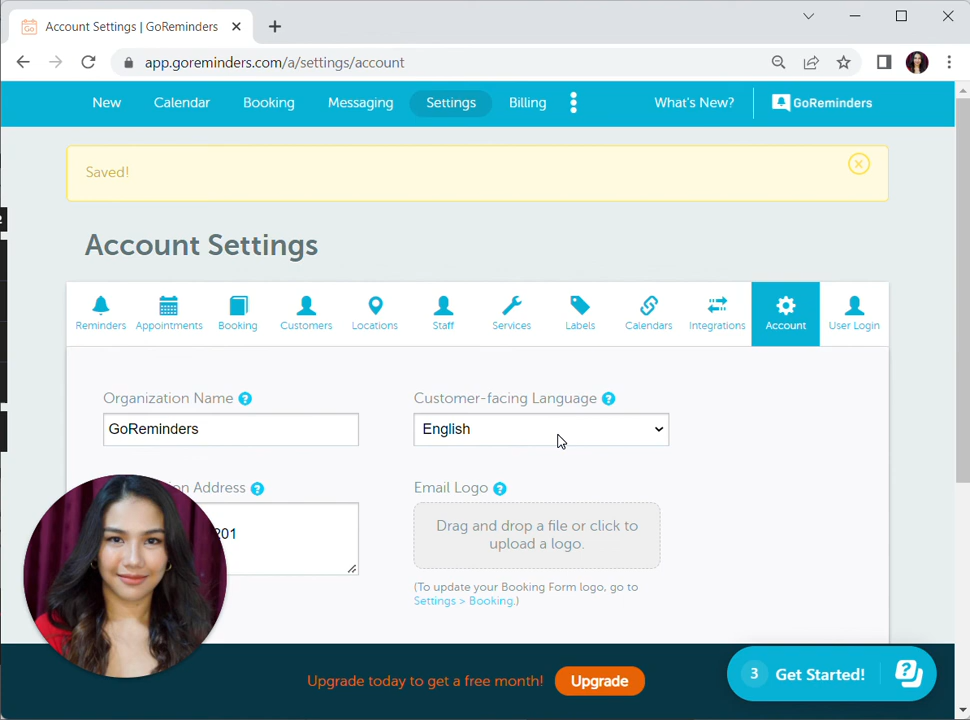 Account Settings | GoReminders
app.goreminders.com/a/settings/account
New Calendar Booking Messaging Settings Billing What's New? GoReminders
Saved!
Account Settings
Reminders Appointments Booking Customers Locations Staff Services Labels Calendars Integrations Account User Login
Organization Name ? Customer-facing Language ?
GoReminders English
Address ? Email Logo ?
201 Drag and drop a file or click to
upload a logo.
(To update your Booking Form logo, go to
Settings > Booking.)
Upgrade today to get a free month! Upgrade
3 Get Started! ?